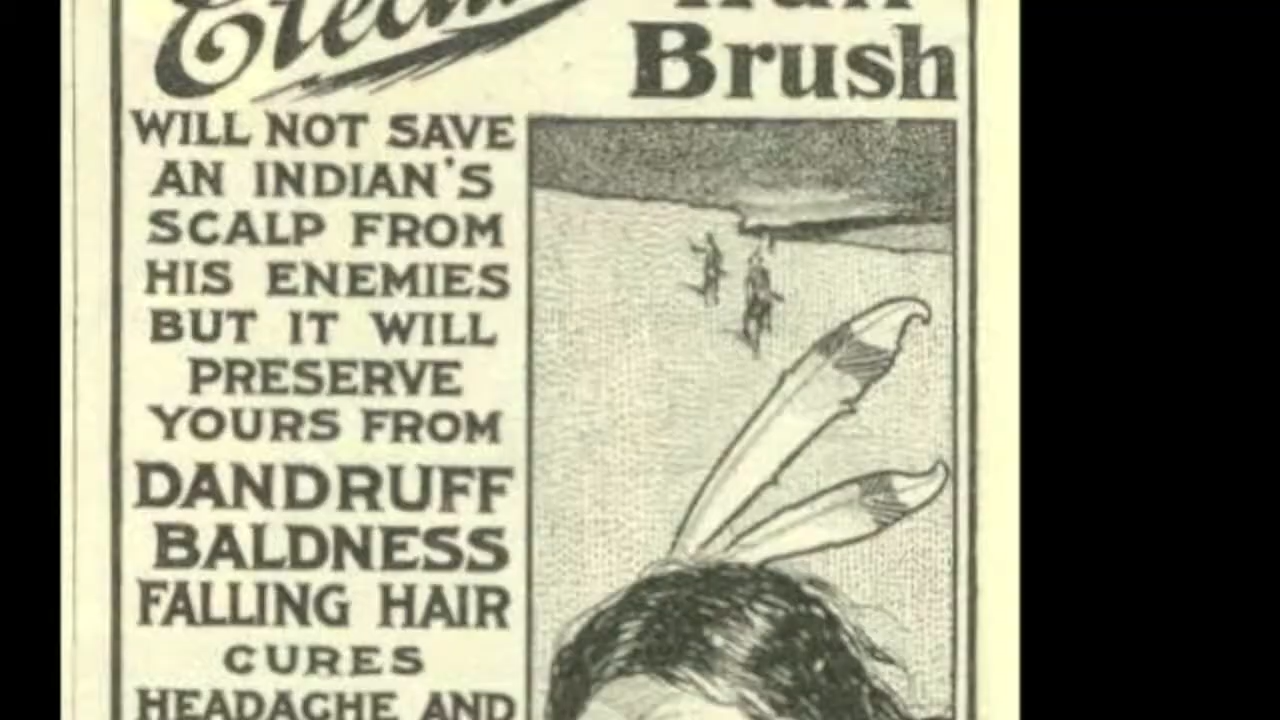 Brush
WILL NOT SAVE
AN INDIAN'S
SCALP FROM
HIS ENEMIES
BUT IT WILL
PRESERVE
YOURS FROM
DANDRUFF
BALDNESS
FALLING HAIR
CURES
HEADACHE AND